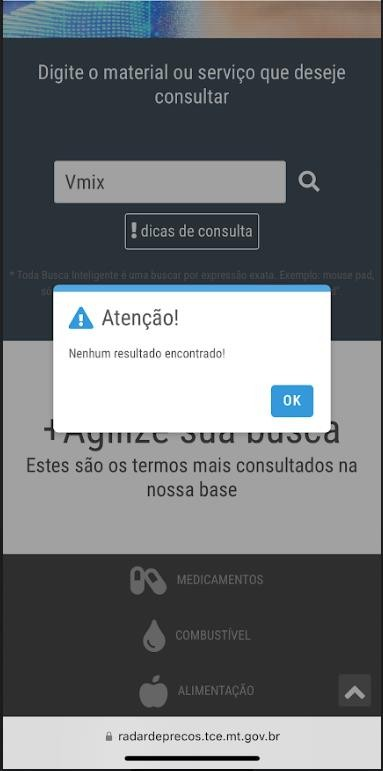 Digite o material ou serviço que deseje
consultar
Vmix
! dicas de consulta
* Toda Busca Inteligente é uma buscar por expressão exata. Exemplo: mouse pad,
Atenção!
Nenhum resultado encontrado!
OK
+Agilize sua busca
Estes são os termos mais consultados na
nossa base
MEDICAMENTOS
COMBUSTÍVEL
ALIMENTAÇÃO
radardeprecos.tce.mt.gov.br